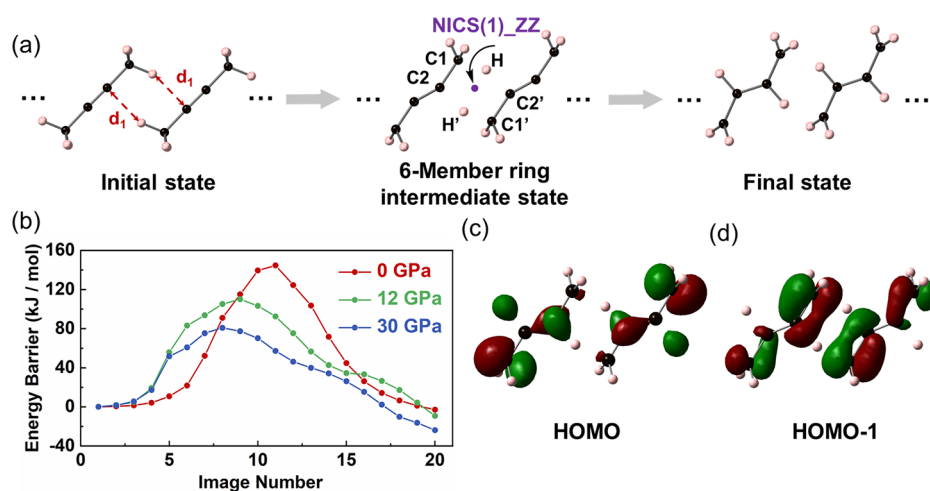 (a)
NICS(1)_ZZ
C1
H
C2
d1
d1
...
...
...
C2'
...
...
H'
C1'
Initial state
6-Member ring
intermediate state
Final state
(b)
160
120
80
40
0
-40
Energy Barrier (kJ / mol)
0 GPa
12 GPa
30 GPa
0
5
10
15
20
Image Number
(c)
HOMO
(d)
HOMO-1